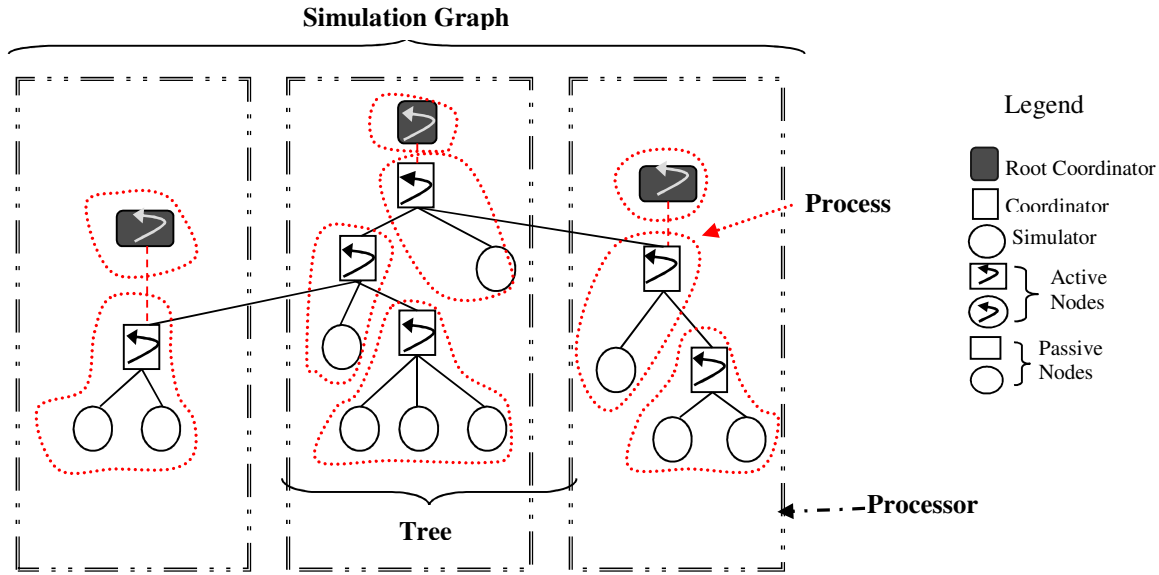 Simulation Graph
Legend
Root Coordinator
Coordinator
Simulator
Active
Nodes
Passive
Nodes
Process
Processor
Tree